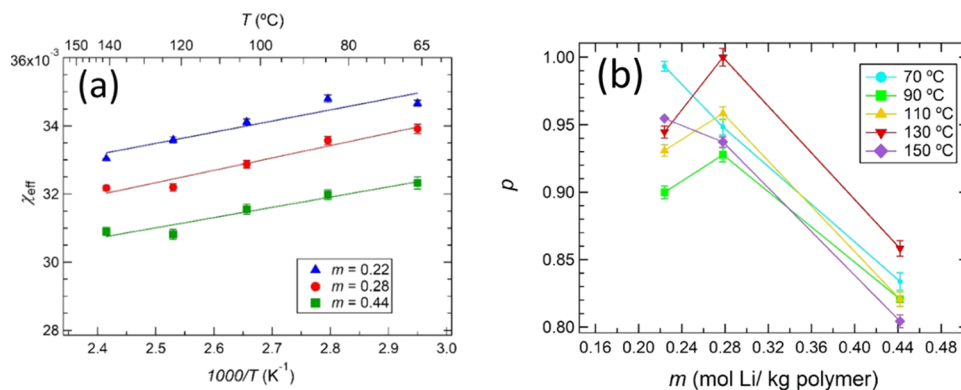 T (ºC)
150 140 120 100 85 65
36x10⁻³
34
32
30
28
χeff
(a)
m = 0.22
m = 0.28
m = 0.44
2.4 2.5 2.6 2.7 2.8 2.9 3.0
1000/T (K⁻¹)
(b)
1.00
0.95
0.90
0.85
0.80
p
70 ºC
90 ºC
110 ºC
130 ºC
150 ºC
0.16 0.20 0.24 0.28 0.32 0.36 0.40 0.44 0.48
m (mol Li/ kg polymer)